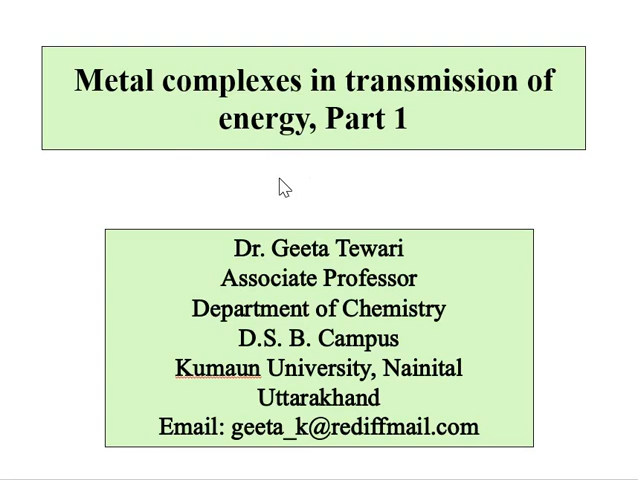 Metal complexes in transmission of
energy, Part 1
Dr. Geeta Tewari
Associate Professor
Department of Chemistry
D.S. B. Campus
Kumaun University, Nainital
Uttarakhand
Email: geeta_k@rediffmail.com